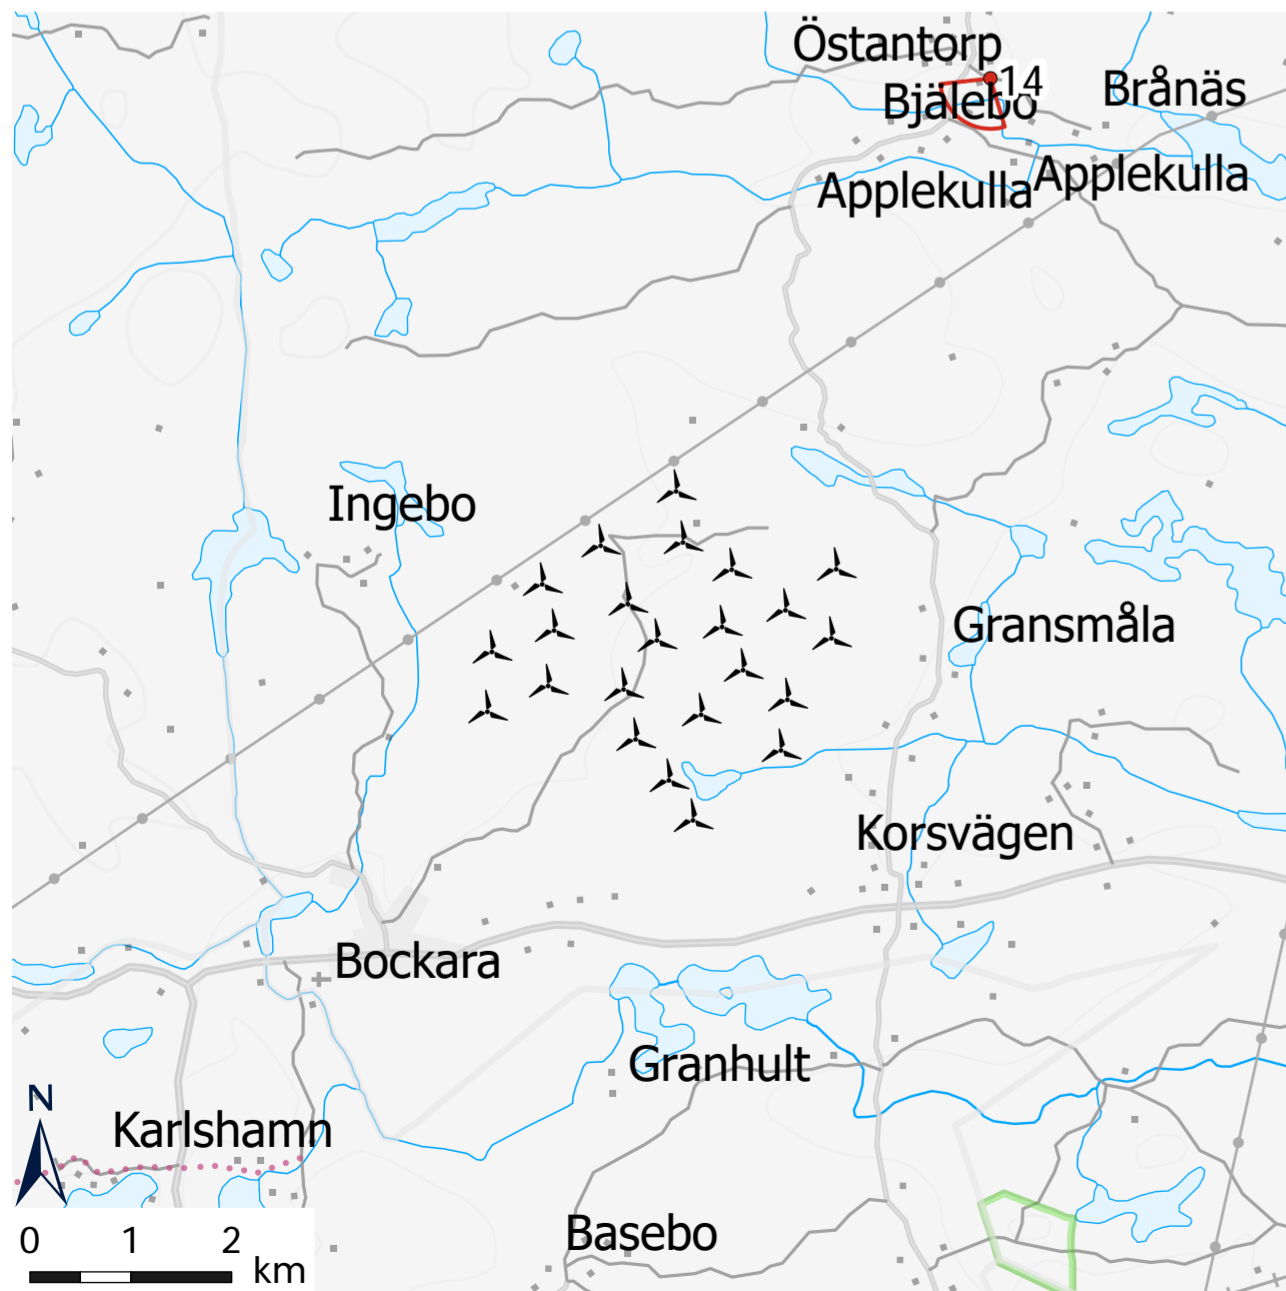 Östantorp
14
Bjälebo
Brånäs
Applekulla
Applekulla
Ingebo
Gransmåla
Korsvägen
Bockara
Granhult
N
Karlshamn
Basebo
0 1 2
km